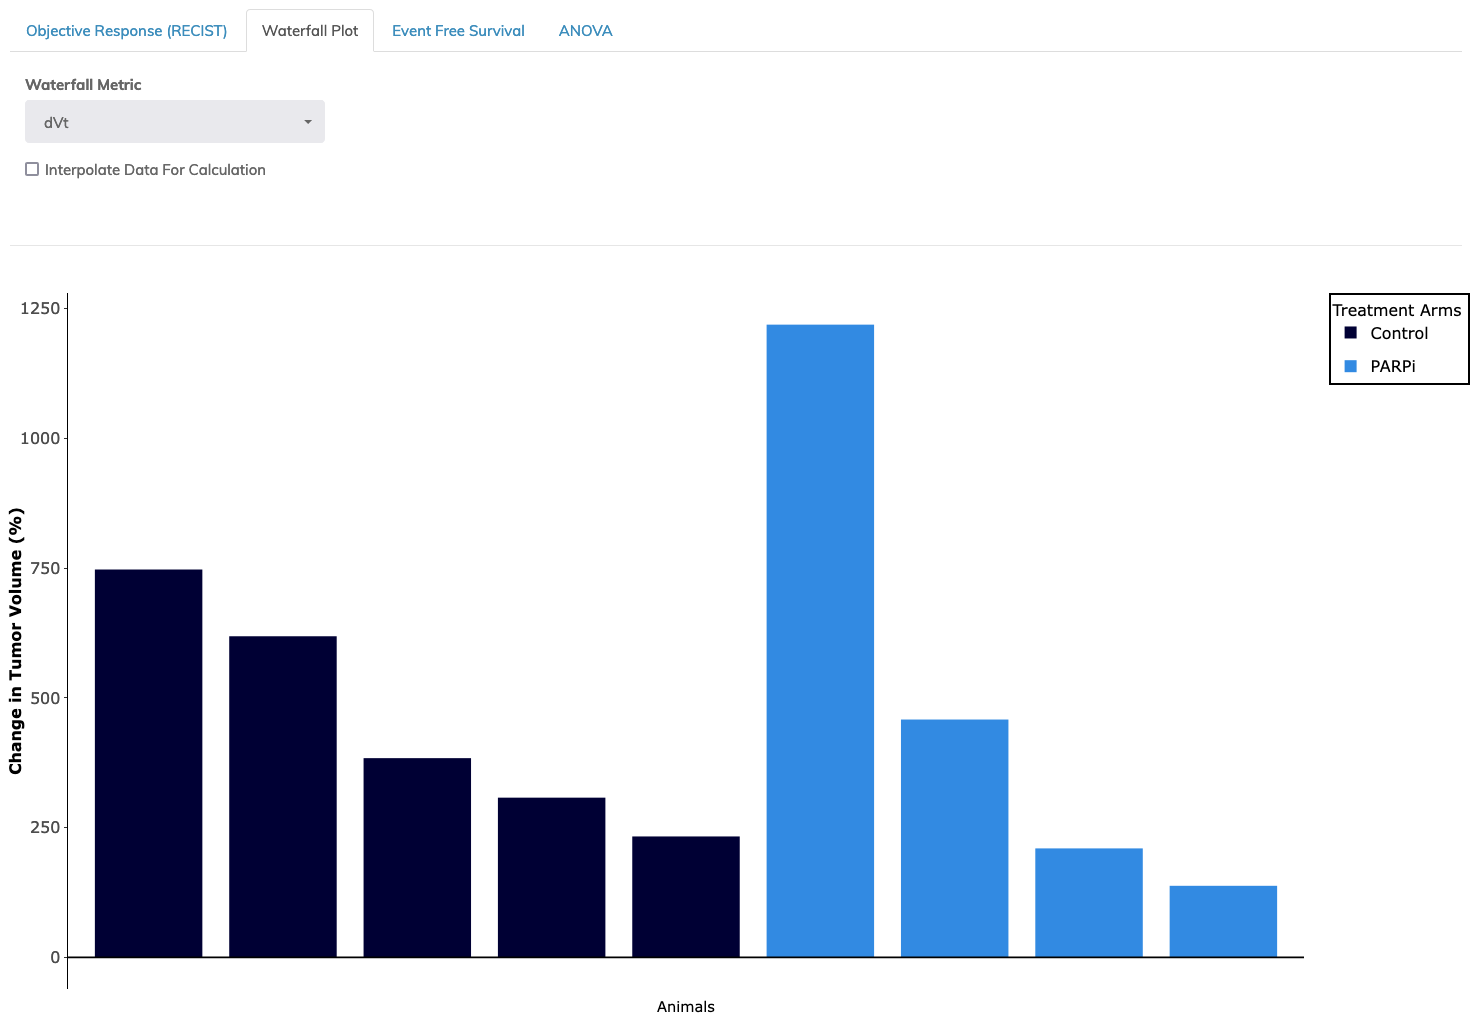 Objective Response (RECIST) Waterfall Plot Event Free Survival ANOVA
Waterfall Metric
dVt
Interpolate Data For Calculation
Treatment Arms
Control
PARPi
1250
1000
750
500
250
0
Change in Tumor Volume (%)
Animals